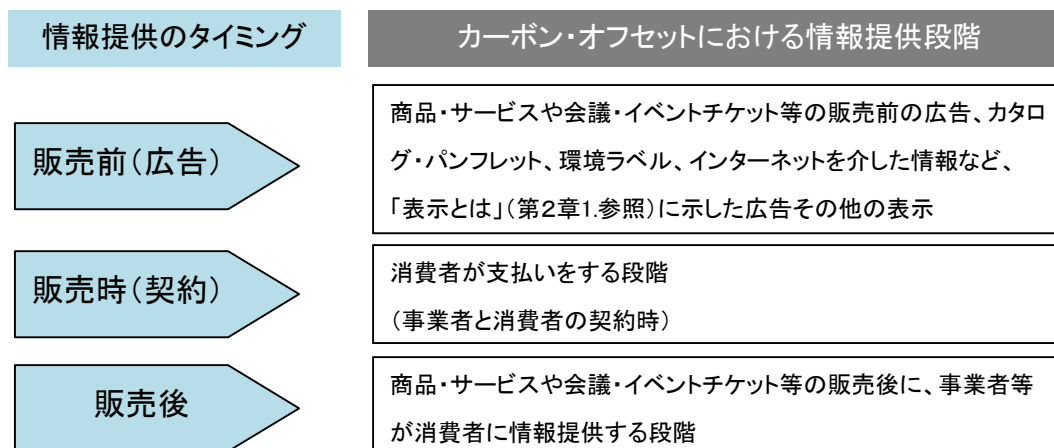 情報提供のタイミング
カーボン・オフセットにおける情報提供段階
販売前（広告）
商品・サービスや会議・イベントチケット等の販売前の広告、カタロ
グ・パンフレット、環境ラベル、インターネットを介した情報など、
「表示とは」（第２章1.参照）に示した広告その他の表示
販売時（契約）
消費者が支払いをする段階
（事業者と消費者の契約時）
販売後
商品・サービスや会議・イベントチケット等の販売後に、事業者等
が消費者に情報提供する段階